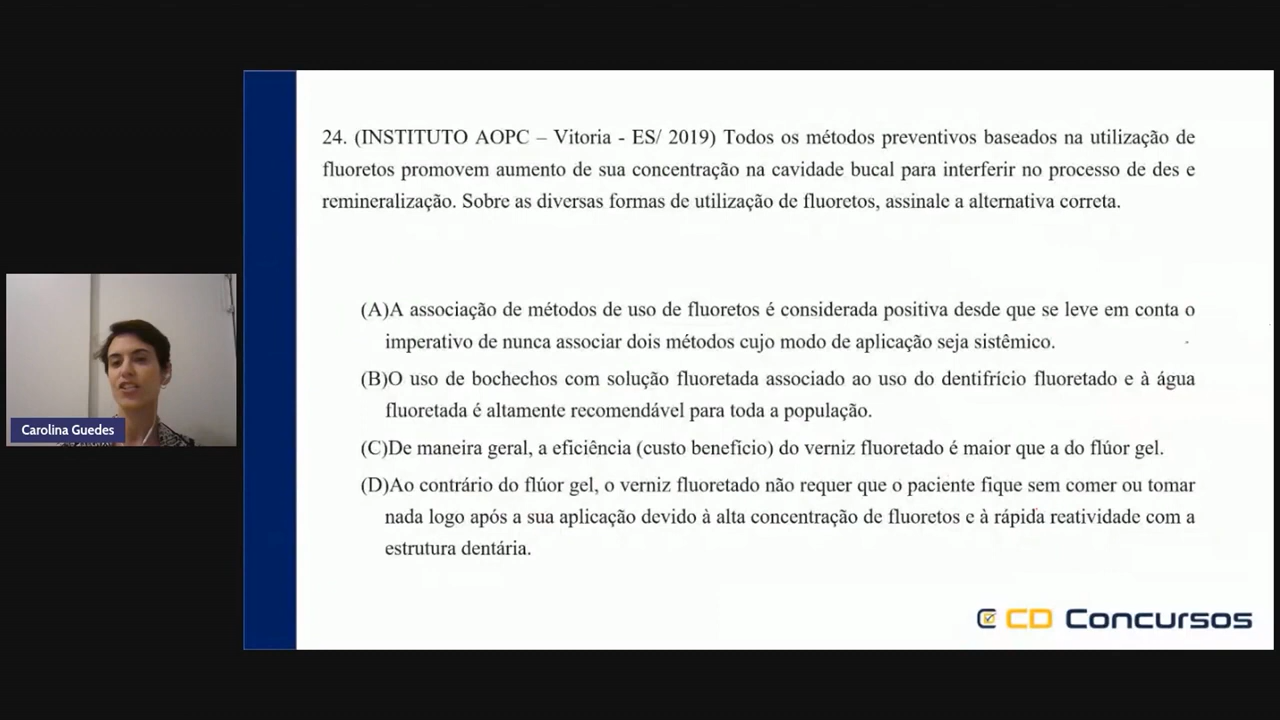 24. (INSTITUTO AOPC – Vitoria - ES/ 2019) Todos os métodos preventivos baseados na utilização de
fluoretos promovem aumento de sua concentração na cavidade bucal para interferir no processo de des e
remineralização. Sobre as diversas formas de utilização de fluoretos, assinale a alternativa correta.
(A)A associação de métodos de uso de fluoretos é considerada positiva desde que se leve em conta o
imperativo de nunca associar dois métodos cujo modo de aplicação seja sistêmico.
(B)O uso de bochechos com solução fluoretada associado ao uso do dentifrício fluoretado e à água
fluoretada é altamente recomendável para toda a população.
(C)De maneira geral, a eficiência (custo benefício) do verniz fluoretado é maior que a do flúor gel.
(D)Ao contrário do flúor gel, o verniz fluoretado não requer que o paciente fique sem comer ou tomar
nada logo após a sua aplicação devido à alta concentração de fluoretos e à rápida reatividade com a
estrutura dentária.
Carolina Guedes
CD Concursos